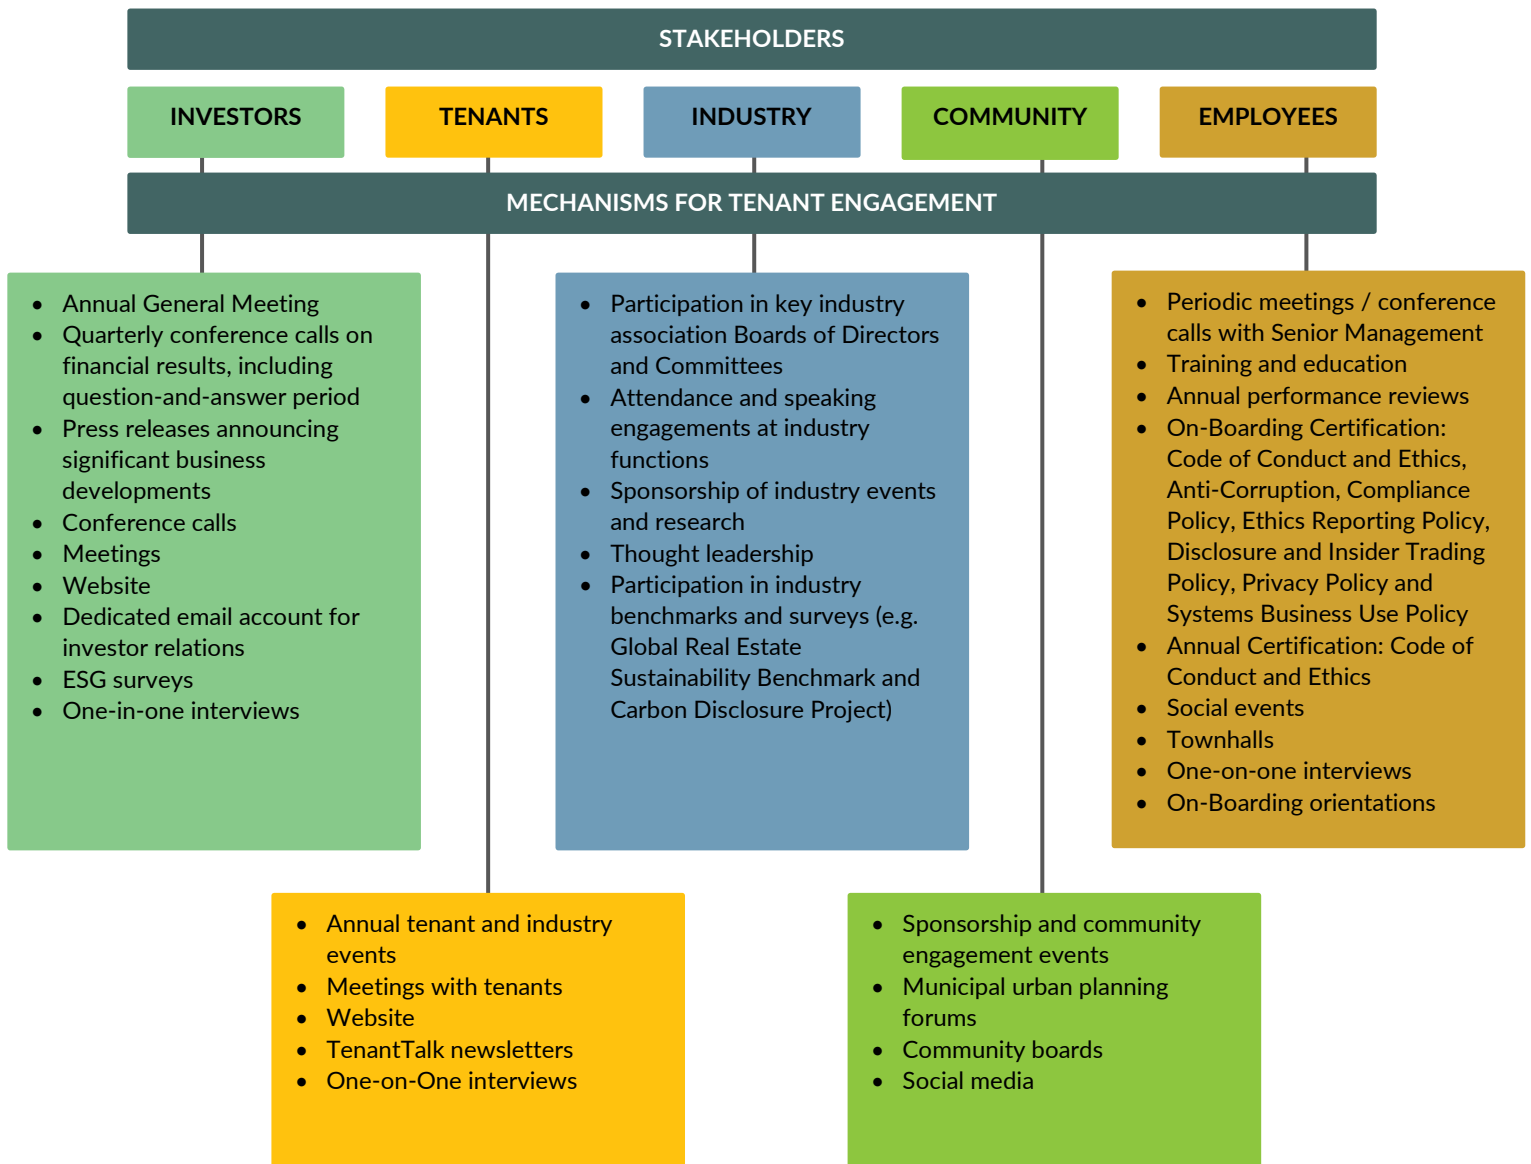 STAKEHOLDERS
INVESTORS
TENANTS
INDUSTRY
COMMUNITY
EMPLOYEES
MECHANISMS FOR TENANT ENGAGEMENT
• Annual General Meeting
• Quarterly conference calls on
financial results, including
question-and-answer period
• Press releases announcing
significant business
developments
• Conference calls
• Meetings
• Website
• Dedicated email account for
investor relations
• ESG surveys
• One-in-one interviews
• Participation in key industry
association Boards of Directors
and Committees
• Attendance and speaking
engagements at industry
functions
• Sponsorship of industry events
and research
• Thought leadership
• Participation in industry
benchmarks and surveys (e.g.
Global Real Estate
Sustainability Benchmark and
Carbon Disclosure Project)
• Periodic meetings / conference
calls with Senior Management
• Training and education
• Annual performance reviews
• On-Boarding Certification:
Code of Conduct and Ethics,
Anti-Corruption, Compliance
Policy, Ethics Reporting Policy,
Disclosure and Insider Trading
Policy, Privacy Policy and
Systems Business Use Policy
• Annual Certification: Code of
Conduct and Ethics
• Social events
• Townhalls
• One-on-one interviews
• On-Boarding orientations
• Annual tenant and industry
events
• Meetings with tenants
• Website
• TenantTalk newsletters
• One-on-One interviews
• Sponsorship and community
engagement events
• Municipal urban planning
forums
• Community boards
• Social media